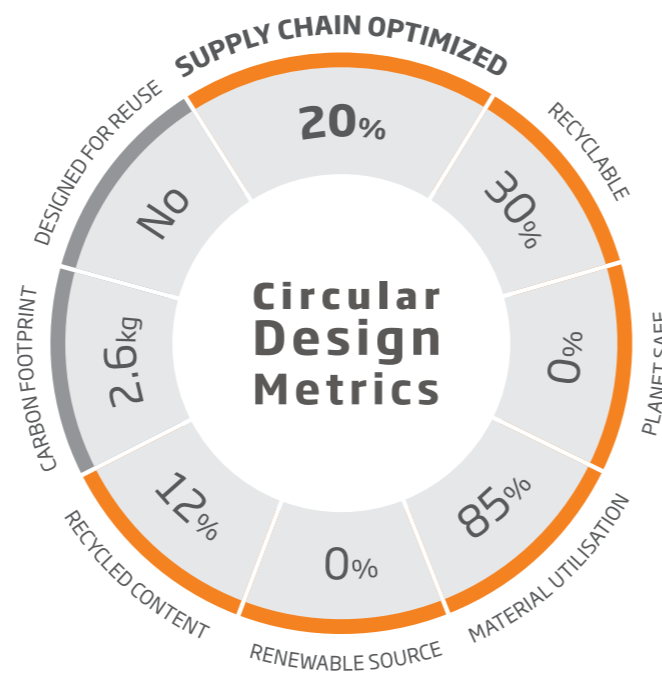 SUPPLY CHAIN OPTIMIZED
20%
RECYCLABLE
30%
PLANET SAFE
0%
MATERIAL UTILISATION
85%
RENEWABLE SOURCE
0%
RECYCLED CONTENT
12%
CARBON FOOTPRINT
2.6kg
DESIGNED FOR REUSE
No
Circular
Design
Metrics